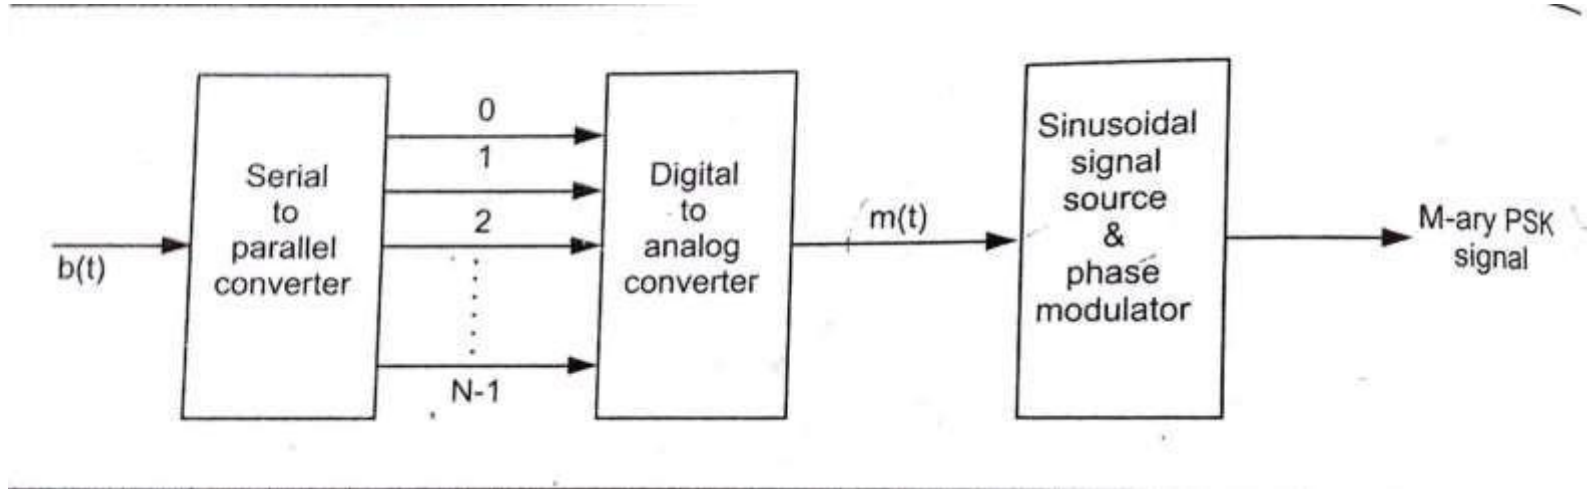 b(t)
Serial
to
parallel
converter
0
1
2
N-1
Digital
to
analog
converter
m(t)
Sinusoidal
signal
source
&
phase
modulator
M-ary PSK
signal